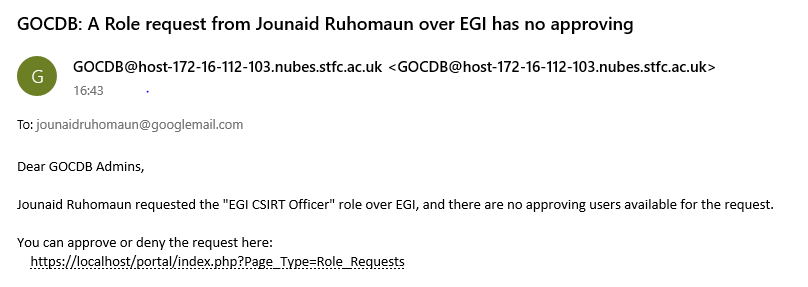 GOCDB: A Role request from Jounaid Ruhomaun over EGI has no approving
G
GOCDB@host-172-16-112-103.nubes.stfc.ac.uk <GOCDB@host-172-16-112-103.nubes.stfc.ac.uk>
16:43 ·
To: jounaidruhomaun@googlemail.com
Dear GOCDB Admins,
Jounaid Ruhomaun requested the "EGI CSIRT Officer" role over EGI, and there are no approving users available for the request.
You can approve or deny the request here:
https://localhost/portal/index.php?Page_Type=Role_Requests